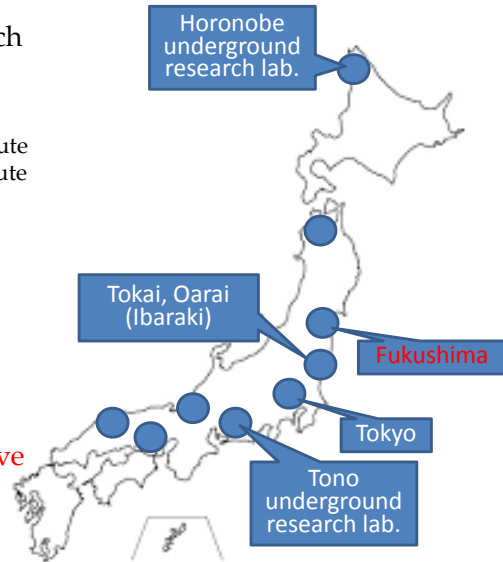 Horonobe
underground
research lab.
Tokai, Oarai
(Ibaraki)
Fukushima
Tokyo
Tono
underground
research lab.